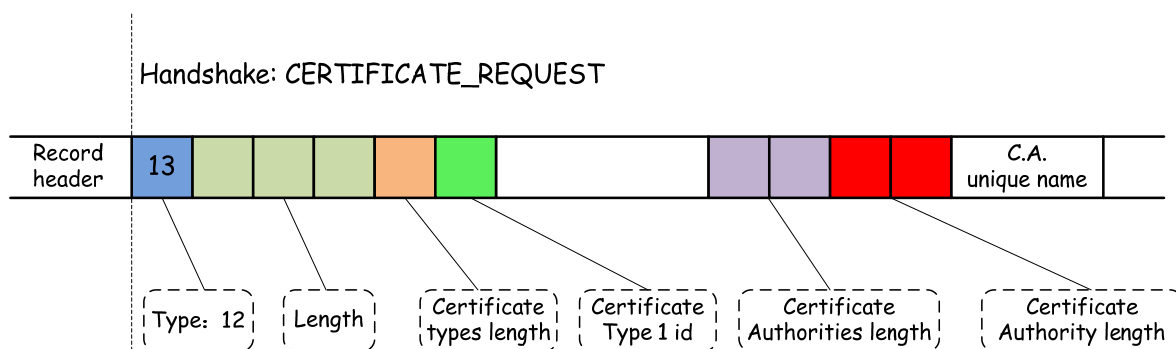 Handshake: CERTIFICATE_REQUEST
Record
header
13
C.A.
unique name
Type：12
Length
Certificate
types length
Certificate
Type 1 id
Certificate
Authorities length
Certificate
Authority length